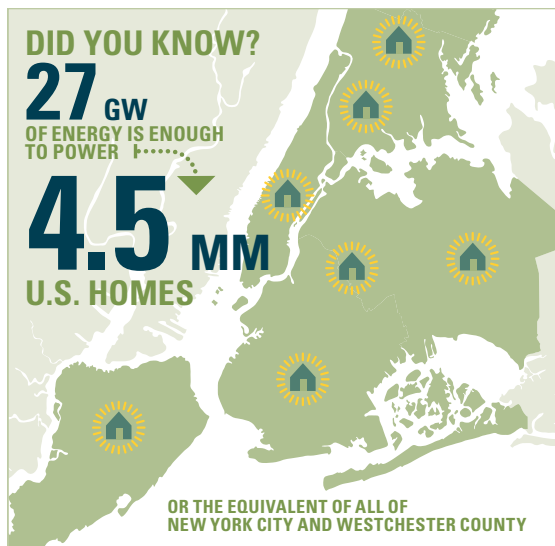 DID YOU KNOW?
27 GW
OF ENERGY IS ENOUGH
TO POWER
4.5 MM
U.S. HOMES
OR THE EQUIVALENT OF ALL OF
NEW YORK CITY AND WESTCHESTER COUNTY